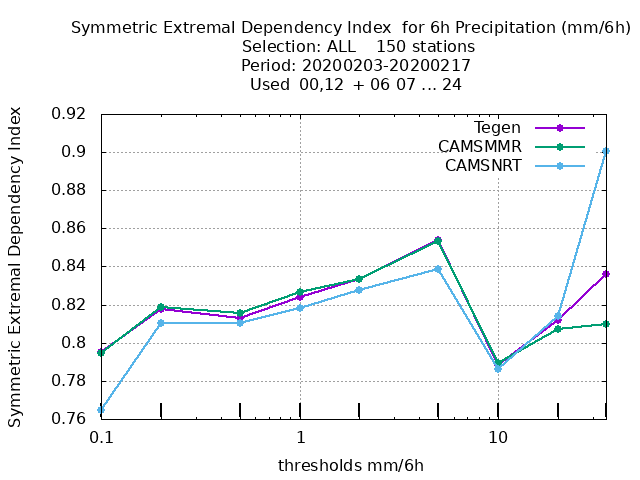 Symmetric Extremal Dependency Index  for 6h Precipitation (mm/6h)
Selection: ALL    150 stations
Period: 20200203-20200217
Used  00,12  + 06 07 ... 24
Symmetric Extremal Dependency Index
0.92
0.9
0.88
0.86
0.84
0.82
0.8
0.78
0.76
Tegen
CAMSMMR
CAMSNRT
0.1
1
10
thresholds mm/6h